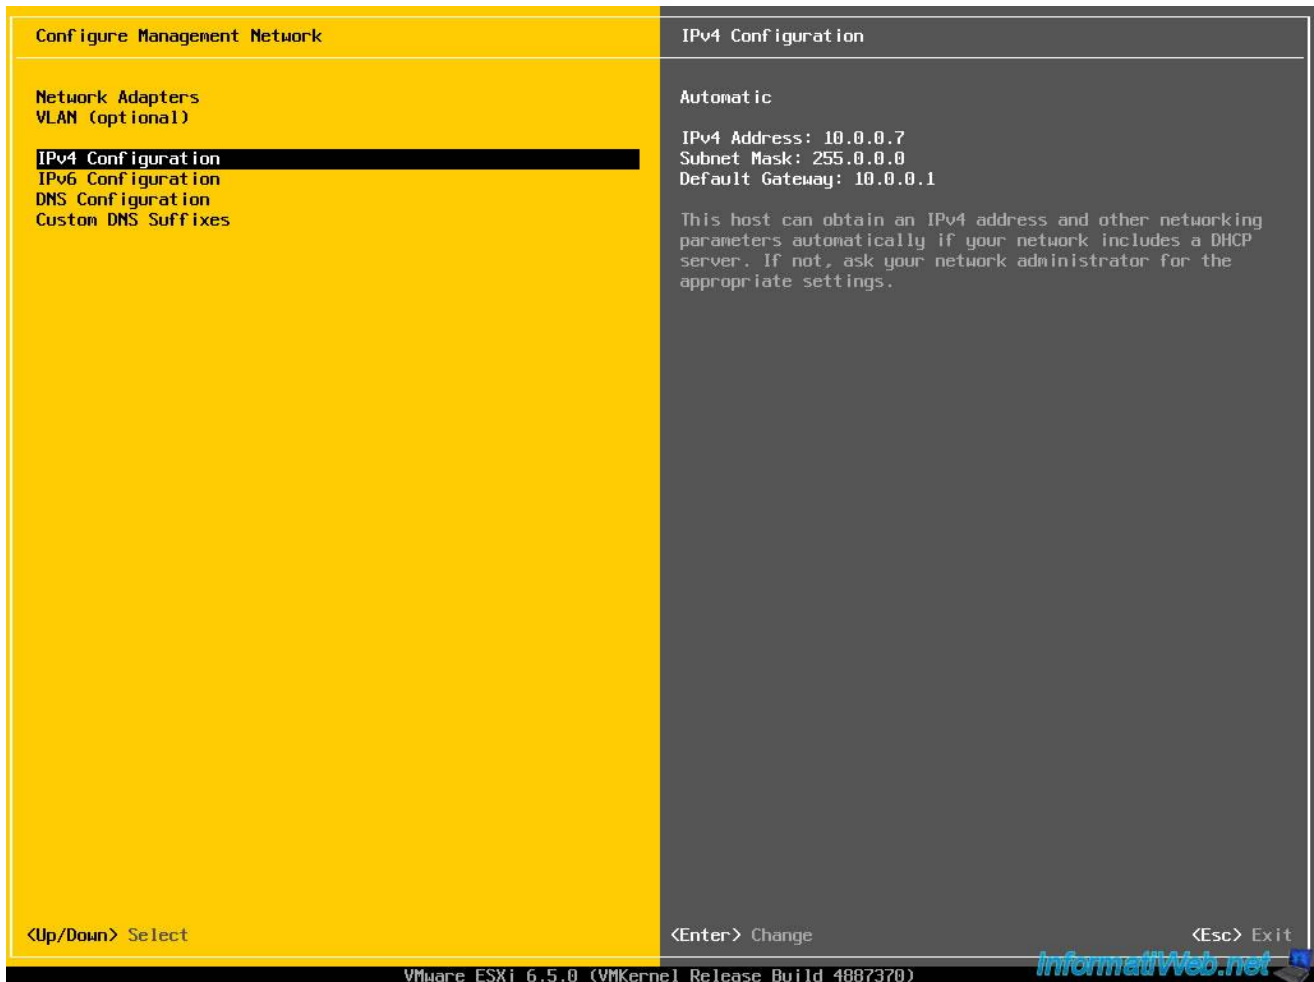 Configure Management Network
Network Adapters
VLAN (optional)
IPv4 Configuration
IPv6 Configuration
DNS Configuration
Custom DNS Suffixes
<Up/Down> Select
IPv4 Configuration
Automatic
IPv4 Address: 10.0.0.7
Subnet Mask: 255.0.0.0
Default Gateway: 10.0.0.1
This host can obtain an IPv4 address and other networking
parameters automatically if your network includes a DHCP
server. If not, ask your network administrator for the
appropriate settings.
<Enter> Change
<Esc> Exit
VMware ESXi 6.5.0 (VMKernel Release Build 4887370)
InformatiWeb.net